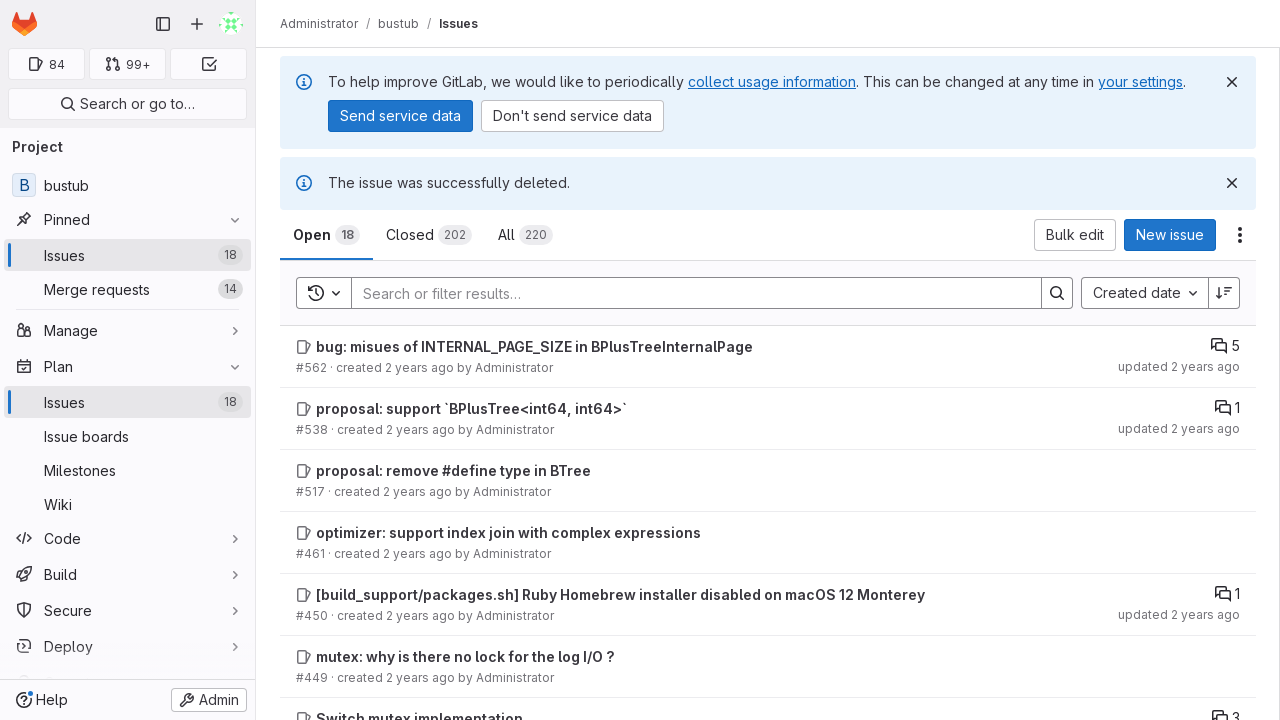 Administrator / bustub / Issues
84
99+
Search or go to…
Project
B bustub
Pinned
Issues 18
Merge requests 14
Manage
Plan
Issues 18
Issue boards
Milestones
Wiki
Code
Build
Secure
Deploy
Help
Admin
To help improve GitLab, we would like to periodically collect usage information. This can be changed at any time in your settings.
Send service data
Don't send service data
The issue was successfully deleted.
Open 18
Closed 202
All 220
Bulk edit
New issue
Search or filter results…
Created date
bug: misues of INTERNAL_PAGE_SIZE in BPlusTreeInternalPage
5
#562 · created 2 years ago by Administrator
updated 2 years ago
proposal: support `BPlusTree<int64, int64>`
1
#538 · created 2 years ago by Administrator
updated 2 years ago
proposal: remove #define type in BTree
#517 · created 2 years ago by Administrator
optimizer: support index join with complex expressions
#461 · created 2 years ago by Administrator
[build_support/packages.sh] Ruby Homebrew installer disabled on macOS 12 Monterey
1
#450 · created 2 years ago by Administrator
updated 2 years ago
mutex: why is there no lock for the log I/O ?
#449 · created 2 years ago by Administrator
Switch mutex implementation
3